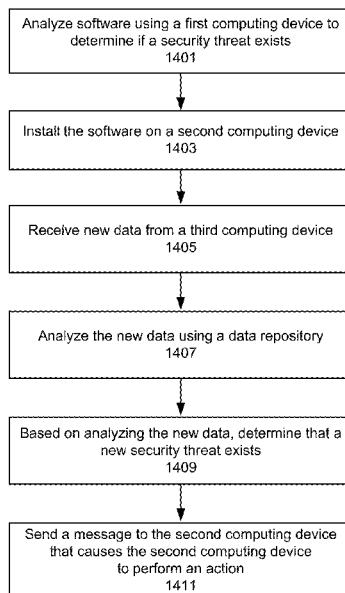 Analyze software using a first computing device to
determine if a security threat exists
1401
Install the software on a second computing device
1403
Receive new data from a third computing device
1405
Analyze the new data using a data repository
1407
Based on analyzing the new data, determine that a
new security threat exists
1409
Send a message to the second computing device
that causes the second computing device
to perform an action
1411